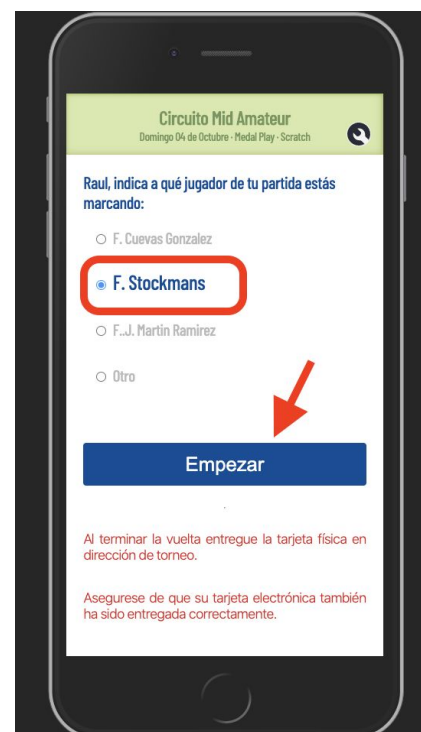 Circuito Mid Amateur
Domingo 04 de Octubre · Medal Play · Scratch
Raul, indica a qué jugador de tu partida estás
marcando:
F. Cuevas Gonzalez
F. Stockmans
F..J. Martin Ramirez
Otro
Empezar
.
Al terminar la vuelta entregue la tarjeta física en
dirección de torneo.
Asegurese de que su tarjeta electrónica también
ha sido entregada correctamente.